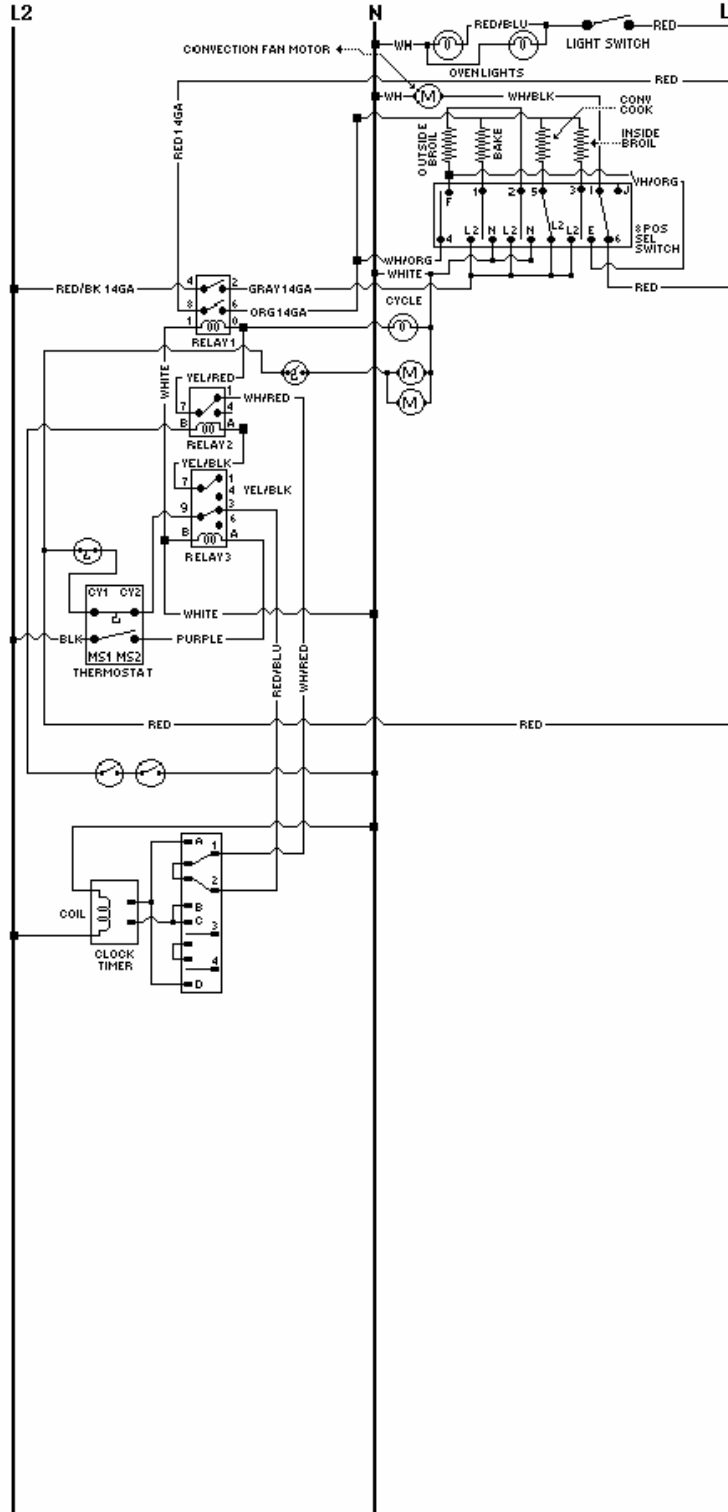 L2
N
L
RED/BLU
RED
WH
LIGHT SWITCH
CONVECTION FAN MOTOR
OVEN LIGHTS
RED
WH
M
WH/BLK
CONV
COOK
RED 14GA
OUTSIDE
BROIL
BAKE
INSIDE
BROIL
WH/ORG
F
1
2
5
3
I
J
8 POS
SEL
SWITCH
4
L2
N
L2
N
L2
L2
E
6
WH/ORG
WHITE
RED/BK 14GA
4
2
GRAY 14GA
RED
8
6
ORG 14GA
CYCLE
1
0
RELAY 1
WHITE
M
M
YEL/RED
1
WH/RED
7
4
B
A
RELAY 2
YEL/BLK
7
1
4
YEL/BLK
9
3
6
B
A
RELAY 3
CY1 CY2
WHITE
BLK
PURPLE
MS1 MS2
THERMOSTAT
RED/BLU
WH/RED
RED
RED
A
1
2
COIL
B
C
3
CLOCK
TIMER
4
D